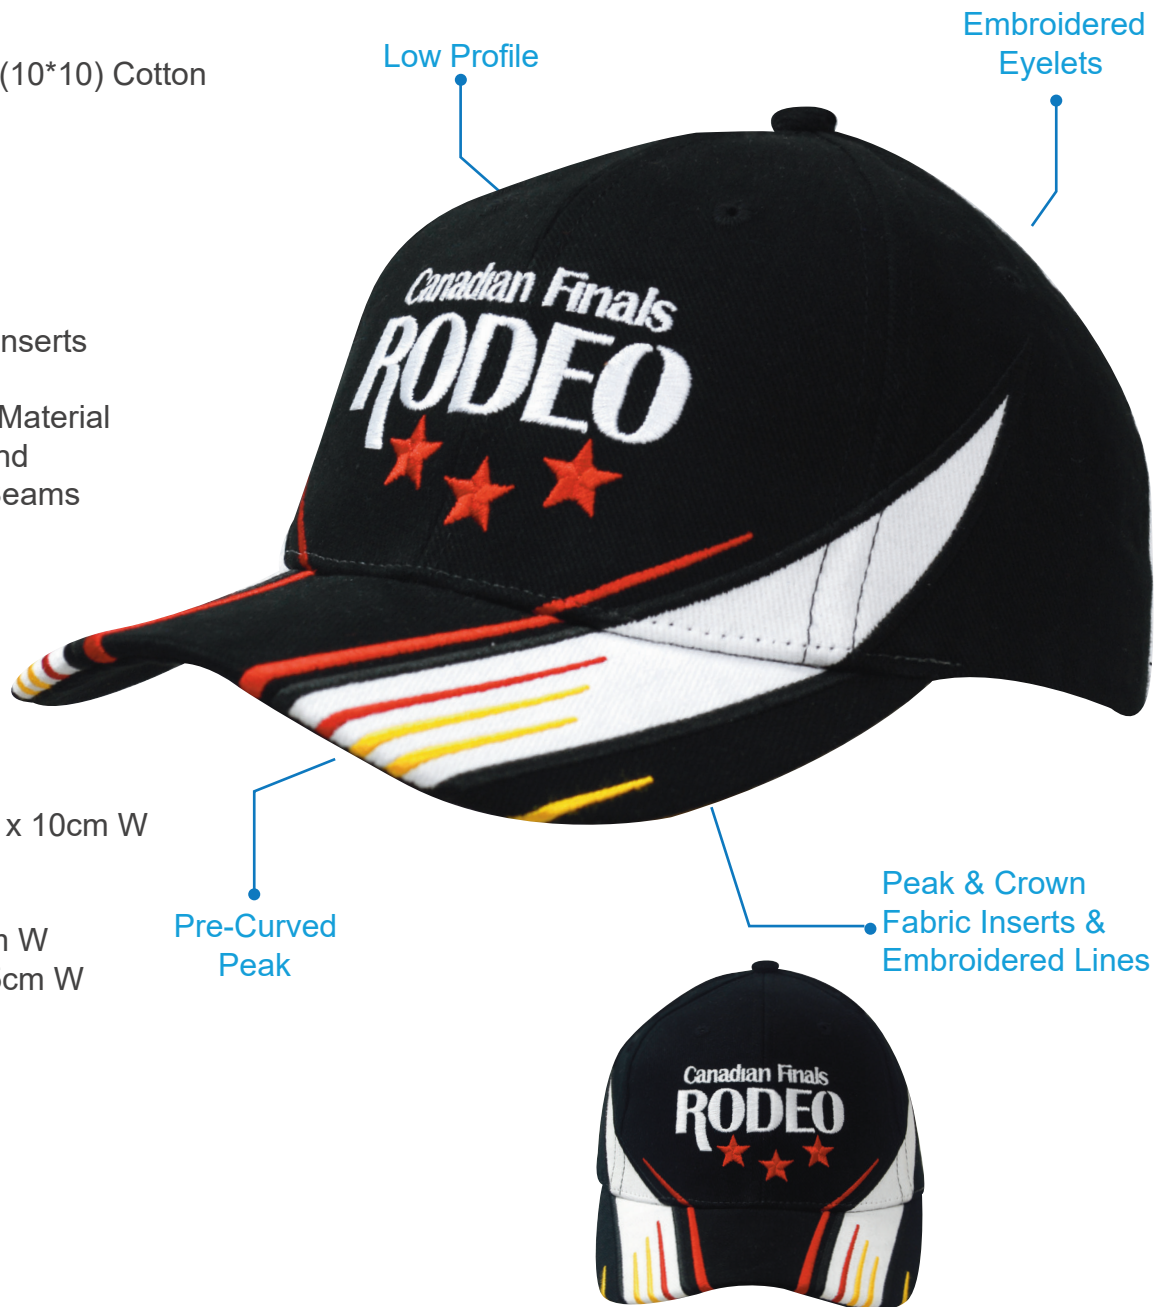 Embroidered
Eyelets
Low Profile
(10*10) Cotton
Canadian Finals
RODEO
nserts
Material
nd
eams
x 10cm W
Pre-Curved
Peak
W
cm W
Peak & Crown
Fabric Inserts &
Embroidered Lines
Canadian Finals
RODEO